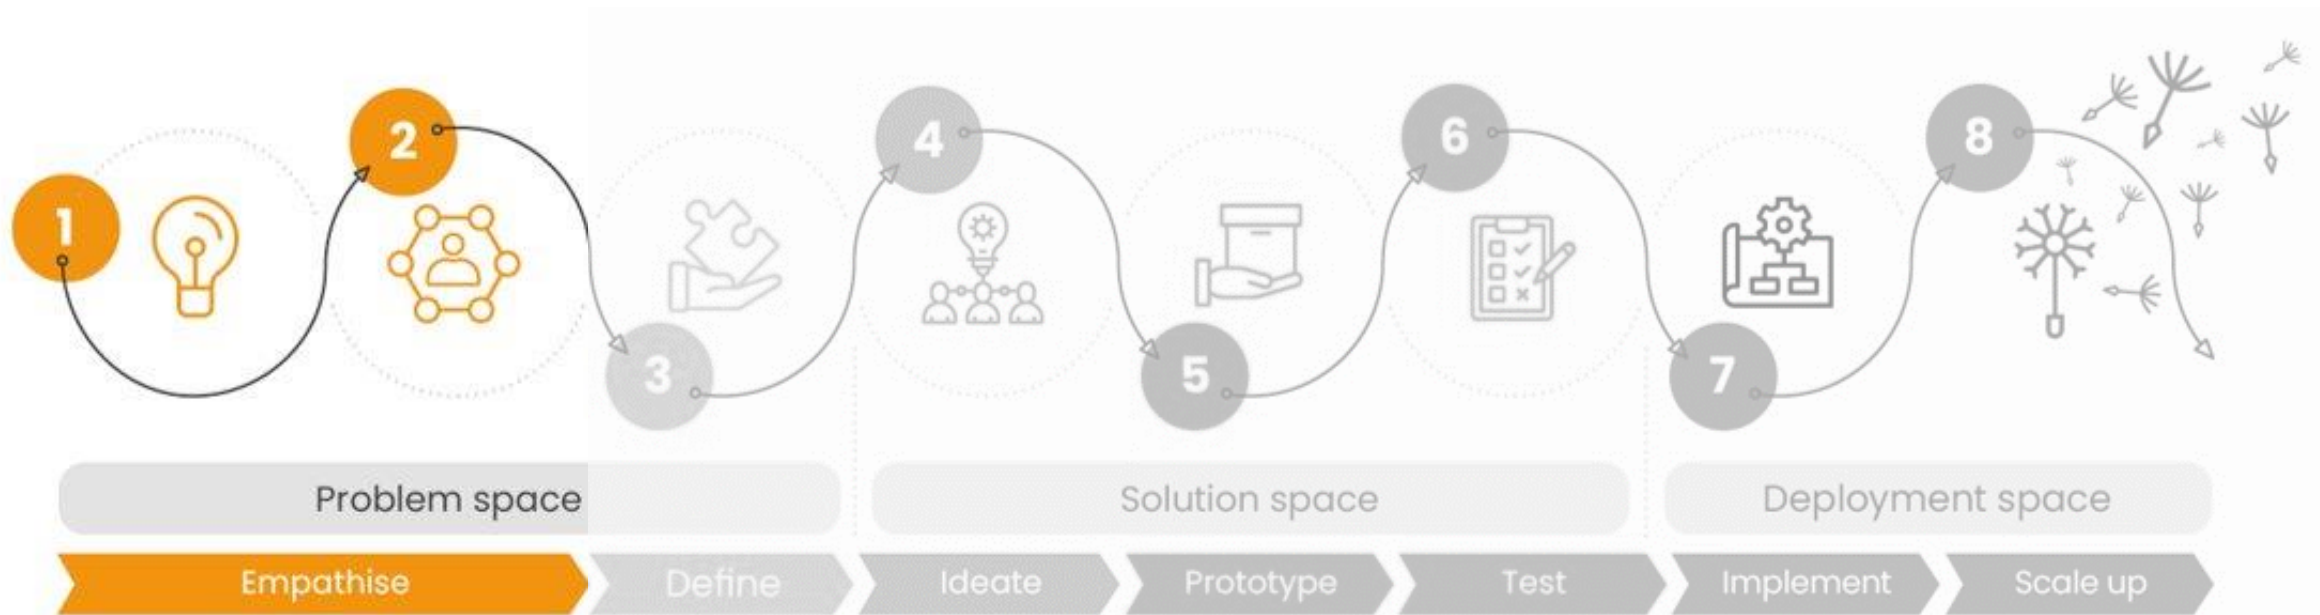 1
2
3
4
5
6
7
8
Problem space
Solution space
Deployment space
Empathise
Define
Ideate
Prototype
Test
Implement
Scale up